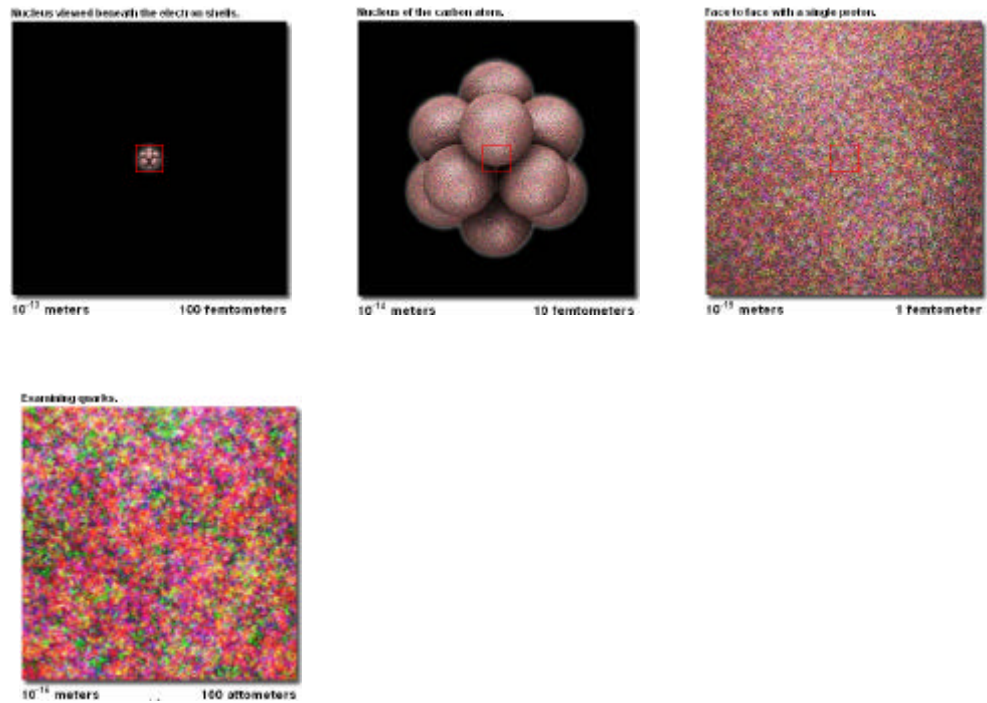 Nucleus viewed beneath the electron shells.
10-13 meters 100 femtometers
Nucleus of the carbon atom.
10-14 meters 10 femtometers
Face to face with a single proton.
10-15 meters 1 femtometer
Examining quarks.
10-16 meters 100 attometers